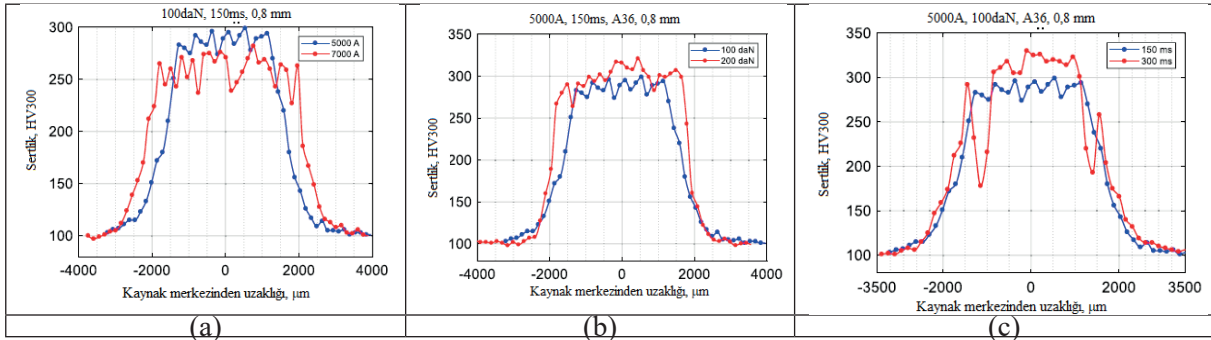 100daN, 150ms, 0,8 mm
5000 A
7000 A
Sertlik, HV300
300
250
200
150
100
-4000
-2000
0
2000
4000
Kaynak merkezinden uzaklığı, μm
(a)
5000A, 150ms, A36, 0,8 mm
100 daN
200 daN
Sertlik, HV300
400
350
300
250
200
150
100
-4000
-2000
0
2000
4000
Kaynak merkezinden uzaklığı, μm
(b)
5000A, 100daN, A36, 0,8 mm
150 ms
300 ms
Sertlik, HV300
350
300
250
200
150
100
-3500
-2000
0
2000
3500
Kaynak merkezinden uzaklığı, μm
(c)